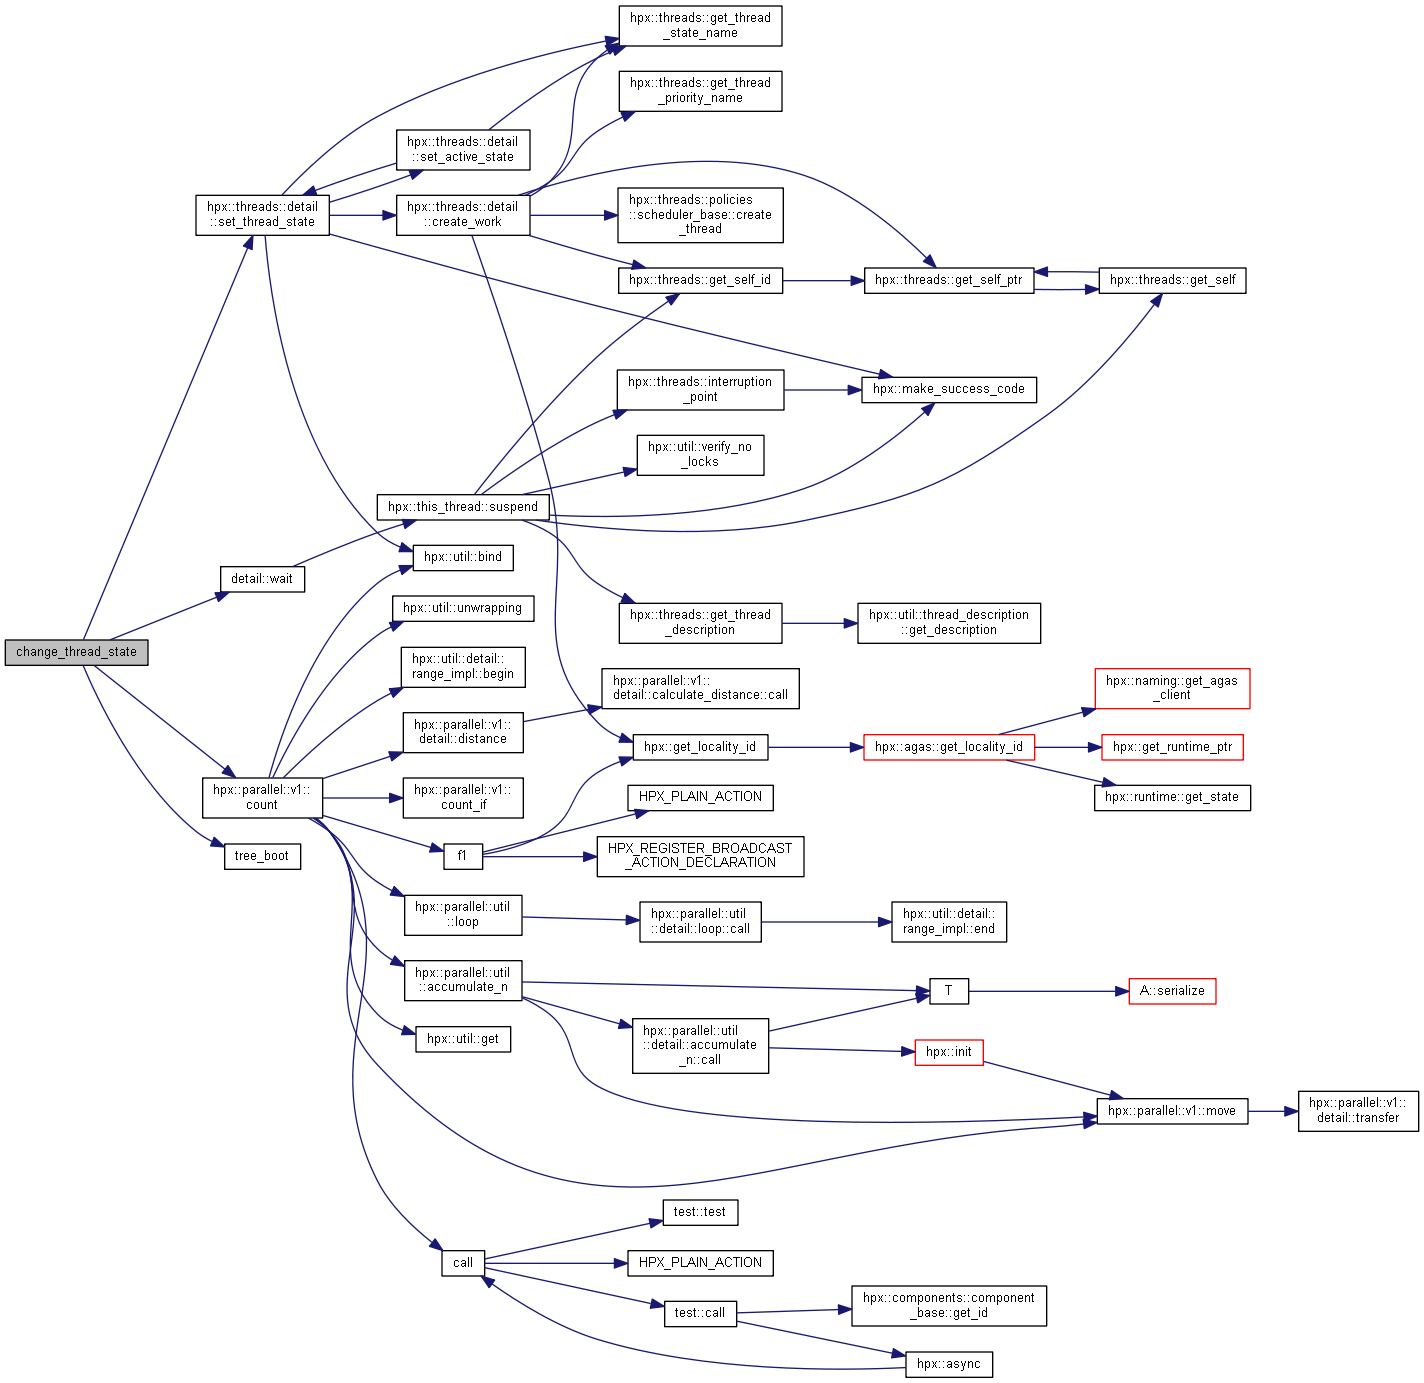 hpx::threads::get_thread
_state_name
hpx::threads::get_thread
_priority_name
hpx::threads::detail
::set_active_state
hpx::threads::detail
::set_thread_state
hpx::threads::detail
::create_work
hpx::threads::policies
::scheduler_base::create
_thread
hpx::threads::get_self_id
hpx::threads::get_self_ptr
hpx::threads::get_self
hpx::threads::interruption
_point
hpx::make_success_code
hpx::util::verify_no
_locks
hpx::this_thread::suspend
hpx::util::bind
detail::wait
hpx::util::unwrapping
hpx::threads::get_thread
_description
hpx::util::thread_description
::get_description
change_thread_state
hpx::util::detail::
range_impl::begin
hpx::parallel::v1::
detail::calculate_distance::call
hpx::naming::get_agas
_client
hpx::parallel::v1::
detail::distance
hpx::get_locality_id
hpx::agas::get_locality_id
hpx::get_runtime_ptr
hpx::parallel::v1::
count
hpx::parallel::v1::
count_if
HPX_PLAIN_ACTION
hpx::runtime::get_state
tree_boot
f1
HPX_REGISTER_BROADCAST
_ACTION_DECLARATION
hpx::parallel::util
::loop
hpx::parallel::util
::detail::loop::call
hpx::util::detail::
range_impl::end
hpx::parallel::util
::accumulate_n
T
A::serialize
hpx::util::get
hpx::parallel::util
::detail::accumulate
_n::call
hpx::init
hpx::parallel::v1::move
hpx::parallel::v1::
detail::transfer
test::test
call
HPX_PLAIN_ACTION
test::call
hpx::components::component
_base::get_id
hpx::async